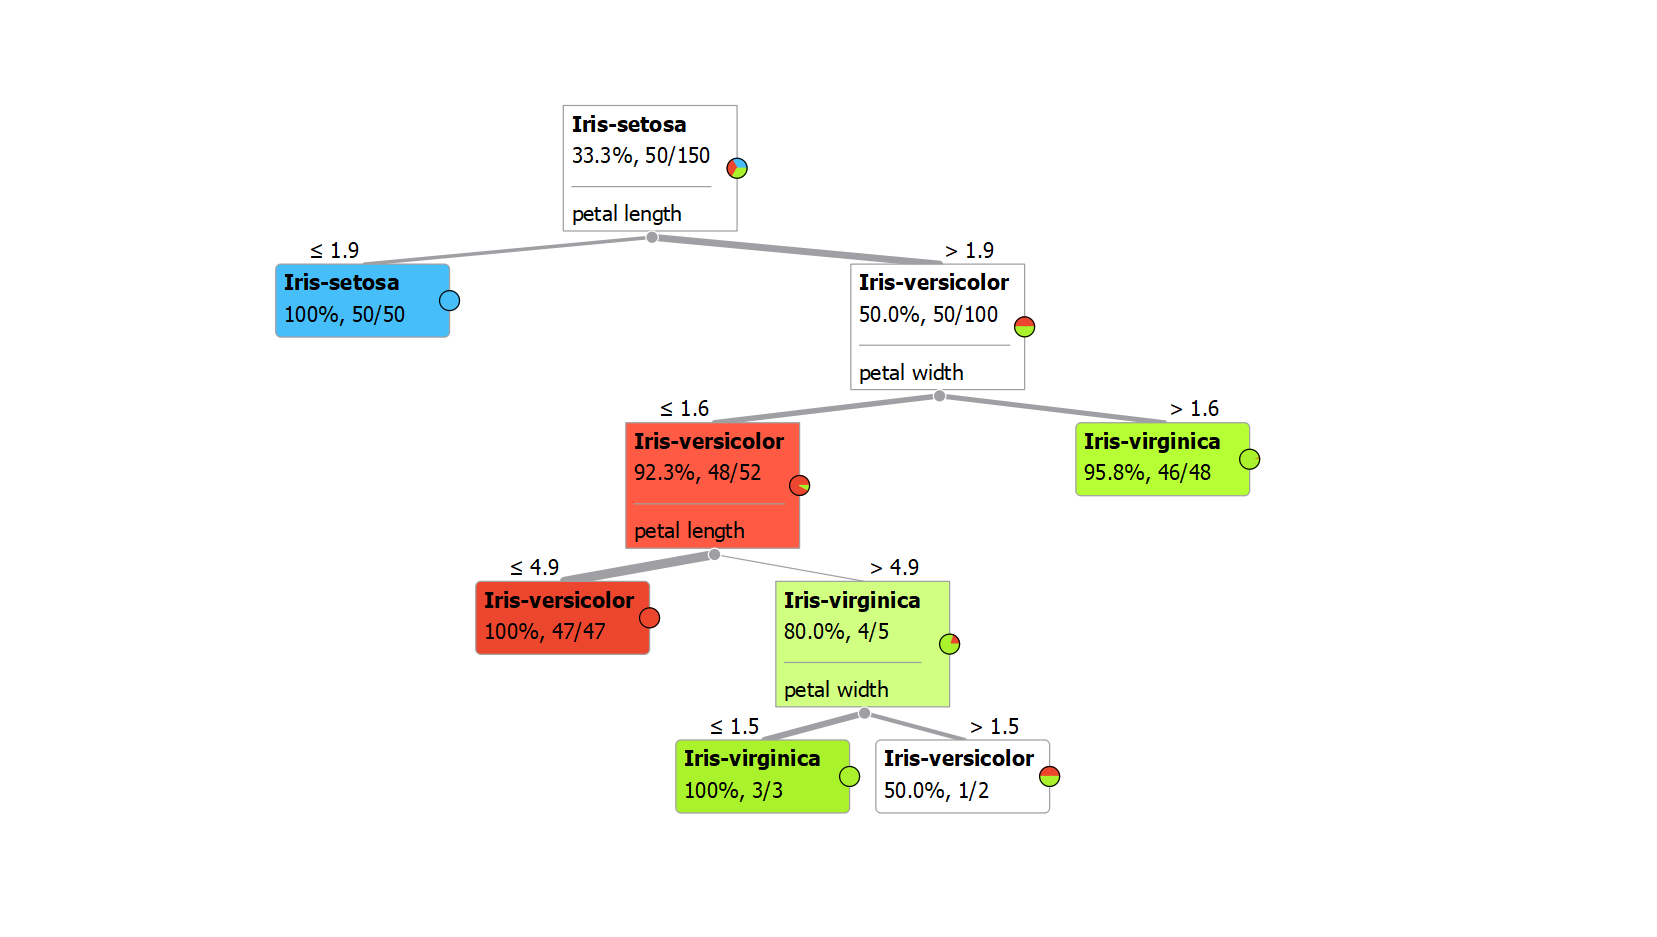 Iris-setosa
33.3%, 50/150
petal length
≤ 1.9
> 1.9
Iris-setosa
100%, 50/50
Iris-versicolor
50.0%, 50/100
petal width
≤ 1.6
> 1.6
Iris-versicolor
92.3%, 48/52
petal length
Iris-virginica
95.8%, 46/48
≤ 4.9
> 4.9
Iris-versicolor
100%, 47/47
Iris-virginica
80.0%, 4/5
petal width
≤ 1.5
> 1.5
Iris-virginica
100%, 3/3
Iris-versicolor
50.0%, 1/2